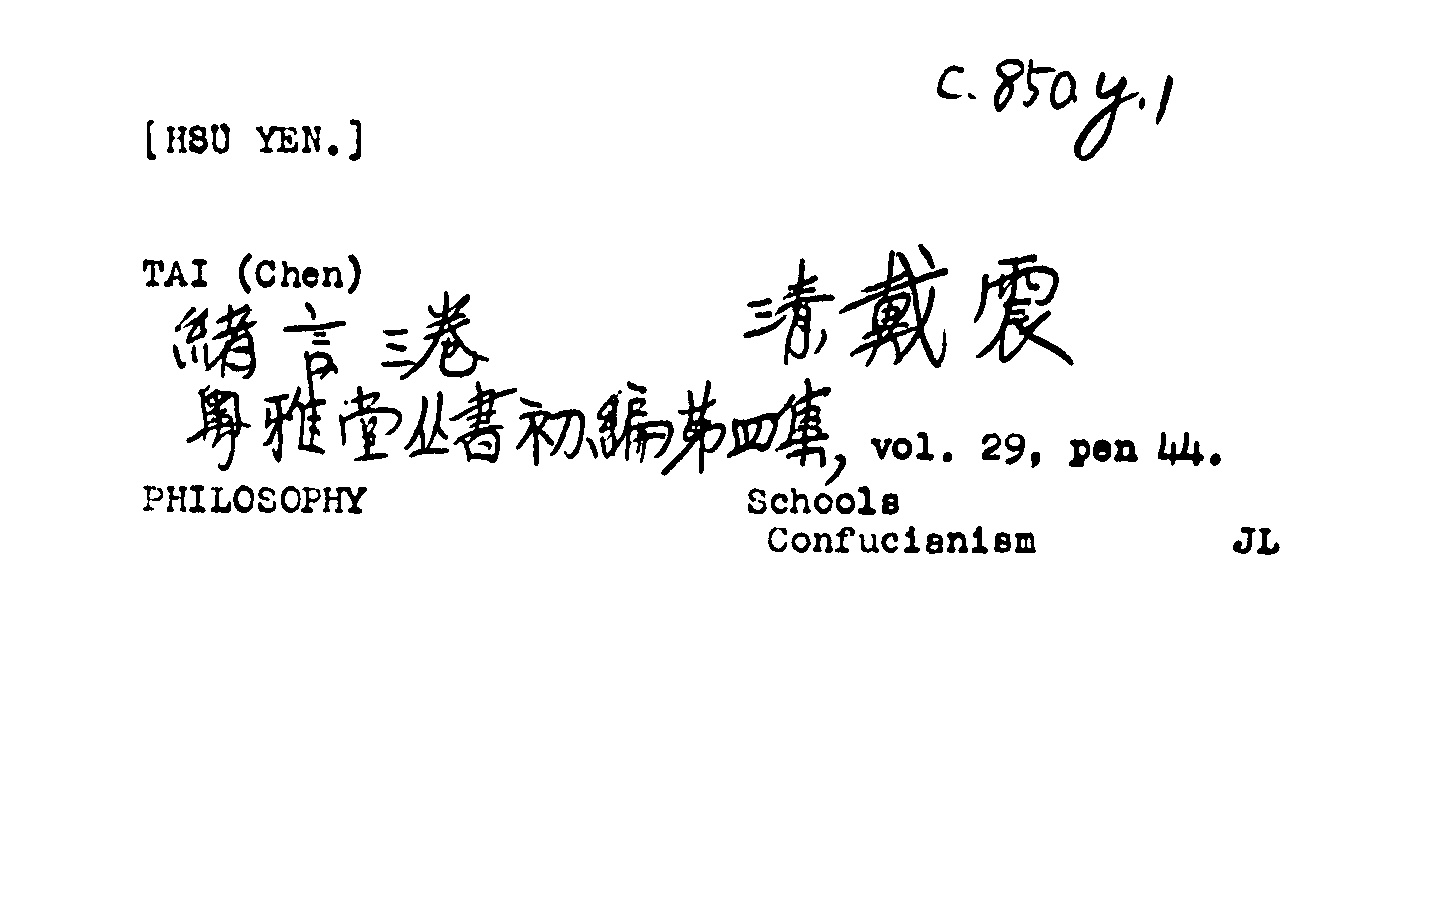 C. 850. y. 1
[HSU YEN.]
TAI (Chen) 清戴震
緒言 三卷
粵雅堂丛書初編第四集, vol. 29, pen 44.
PHILOSOPHY Schools
Confucianism JL